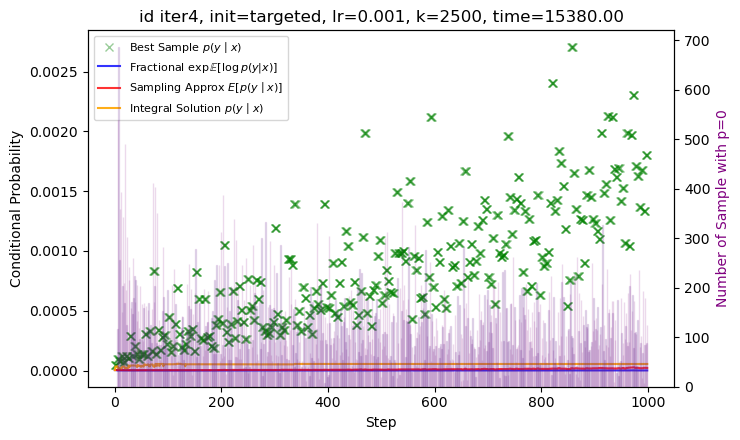 id iter4, init=targeted, lr=0.001, k=2500, time=15380.00
Best Sample p(y | x)
Fractional exp𝔼[log p(y|x)]
Sampling Approx E[p(y | x)]
Integral Solution p(y | x)
Conditional Probability
0.0025
0.0020
0.0015
0.0010
0.0005
0.0000
700
600
500
400
300
200
100
0
Number of Sample with p=0
0
200
400
600
800
1000
Step